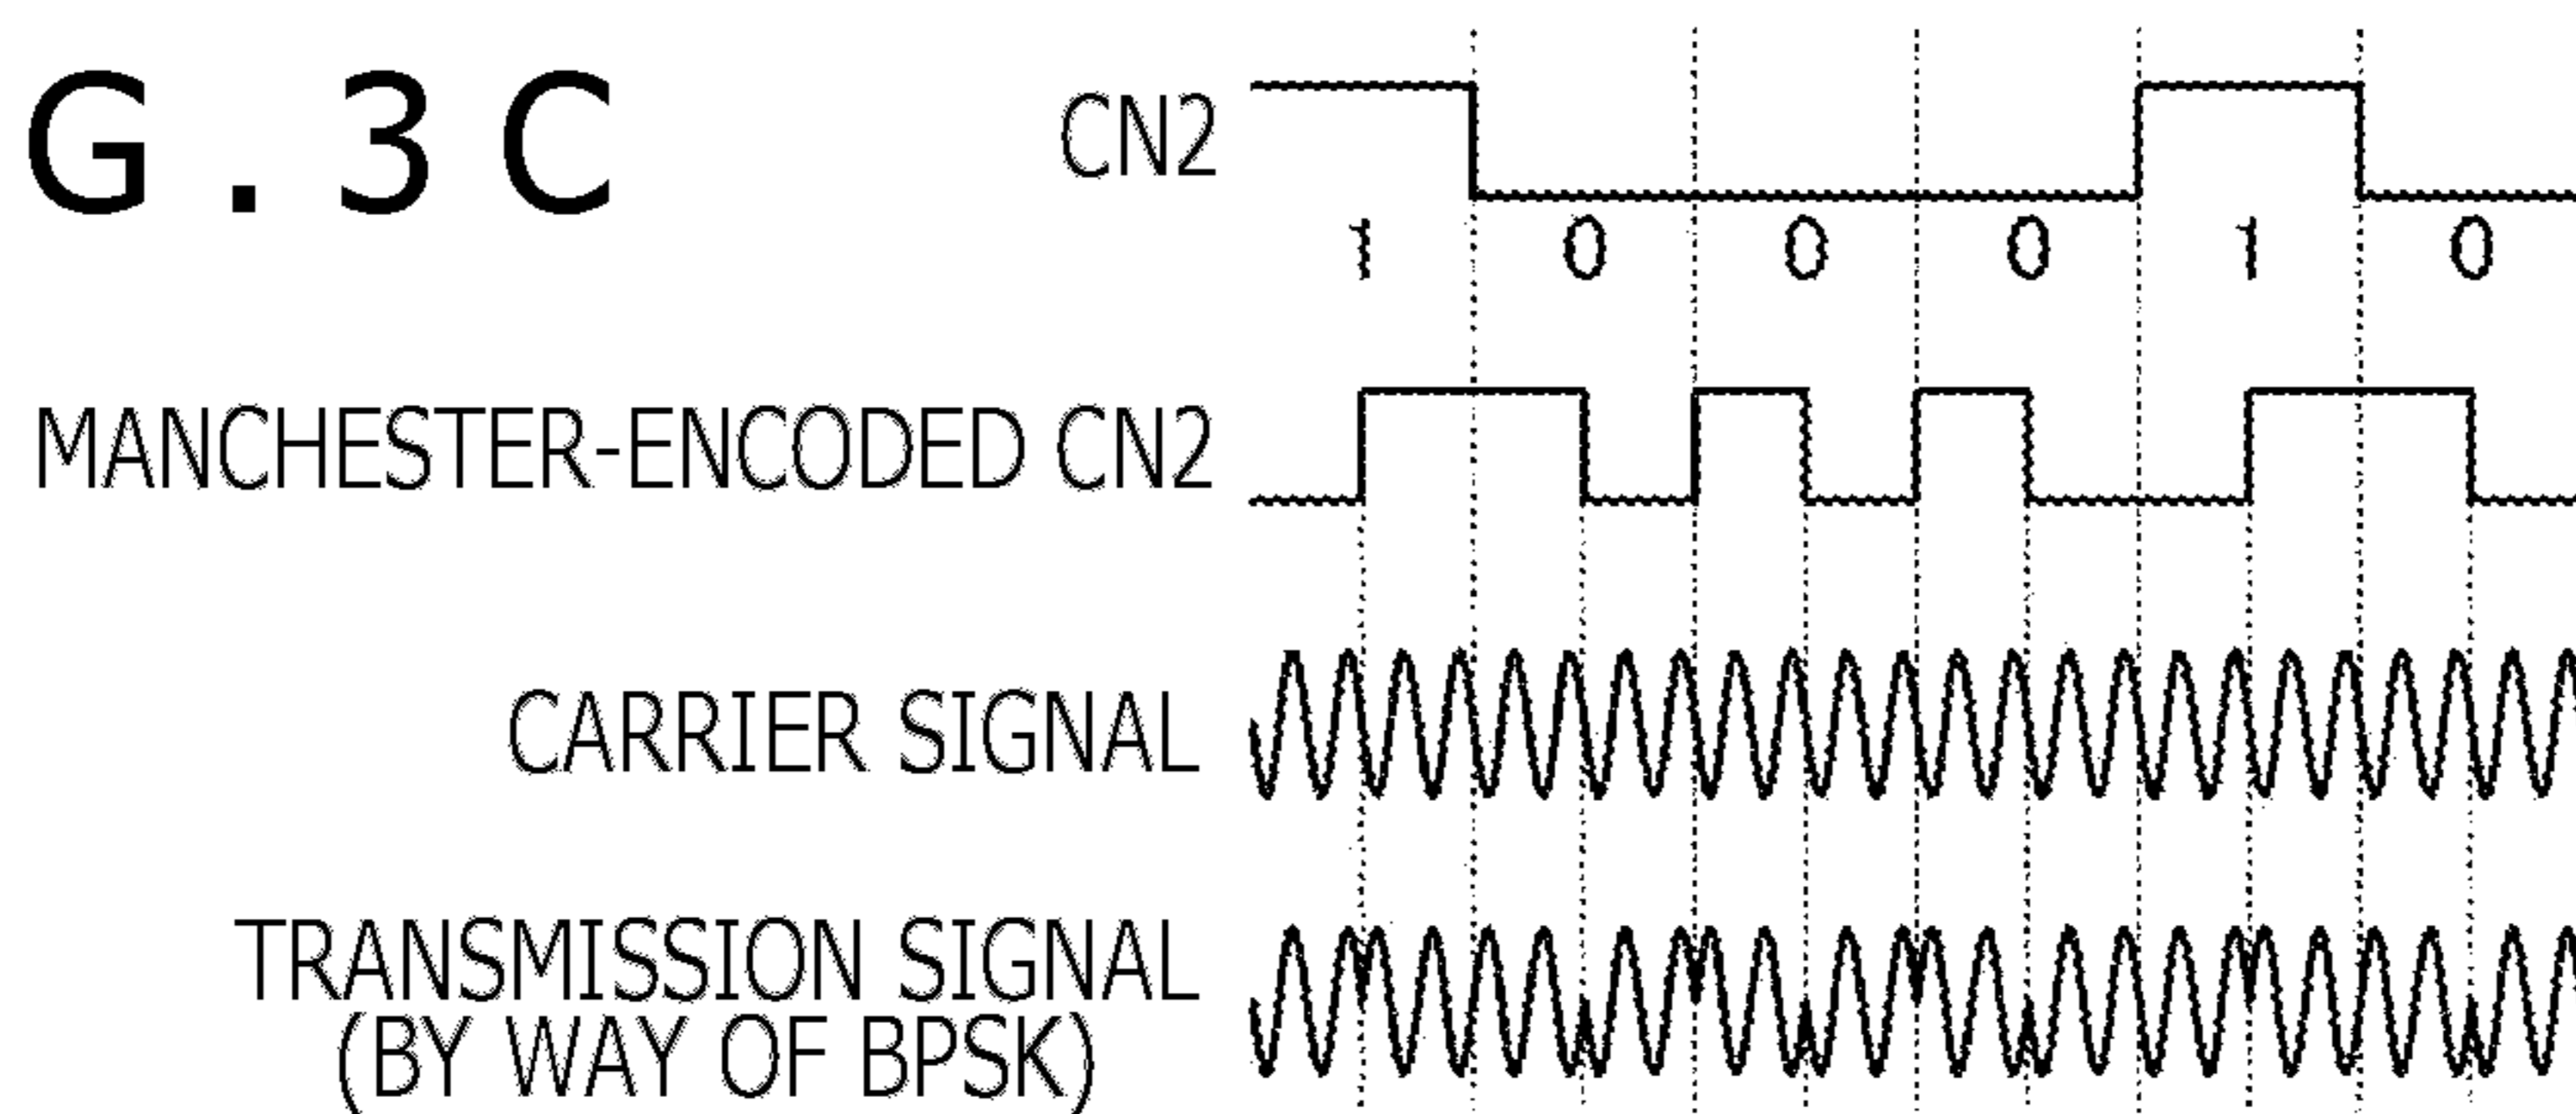 G.3C
CN2
1 0 0 0 1 0
MANCHESTER-ENCODED CN2
CARRIER SIGNAL
TRANSMISSION SIGNAL
(BY WAY OF BPSK)